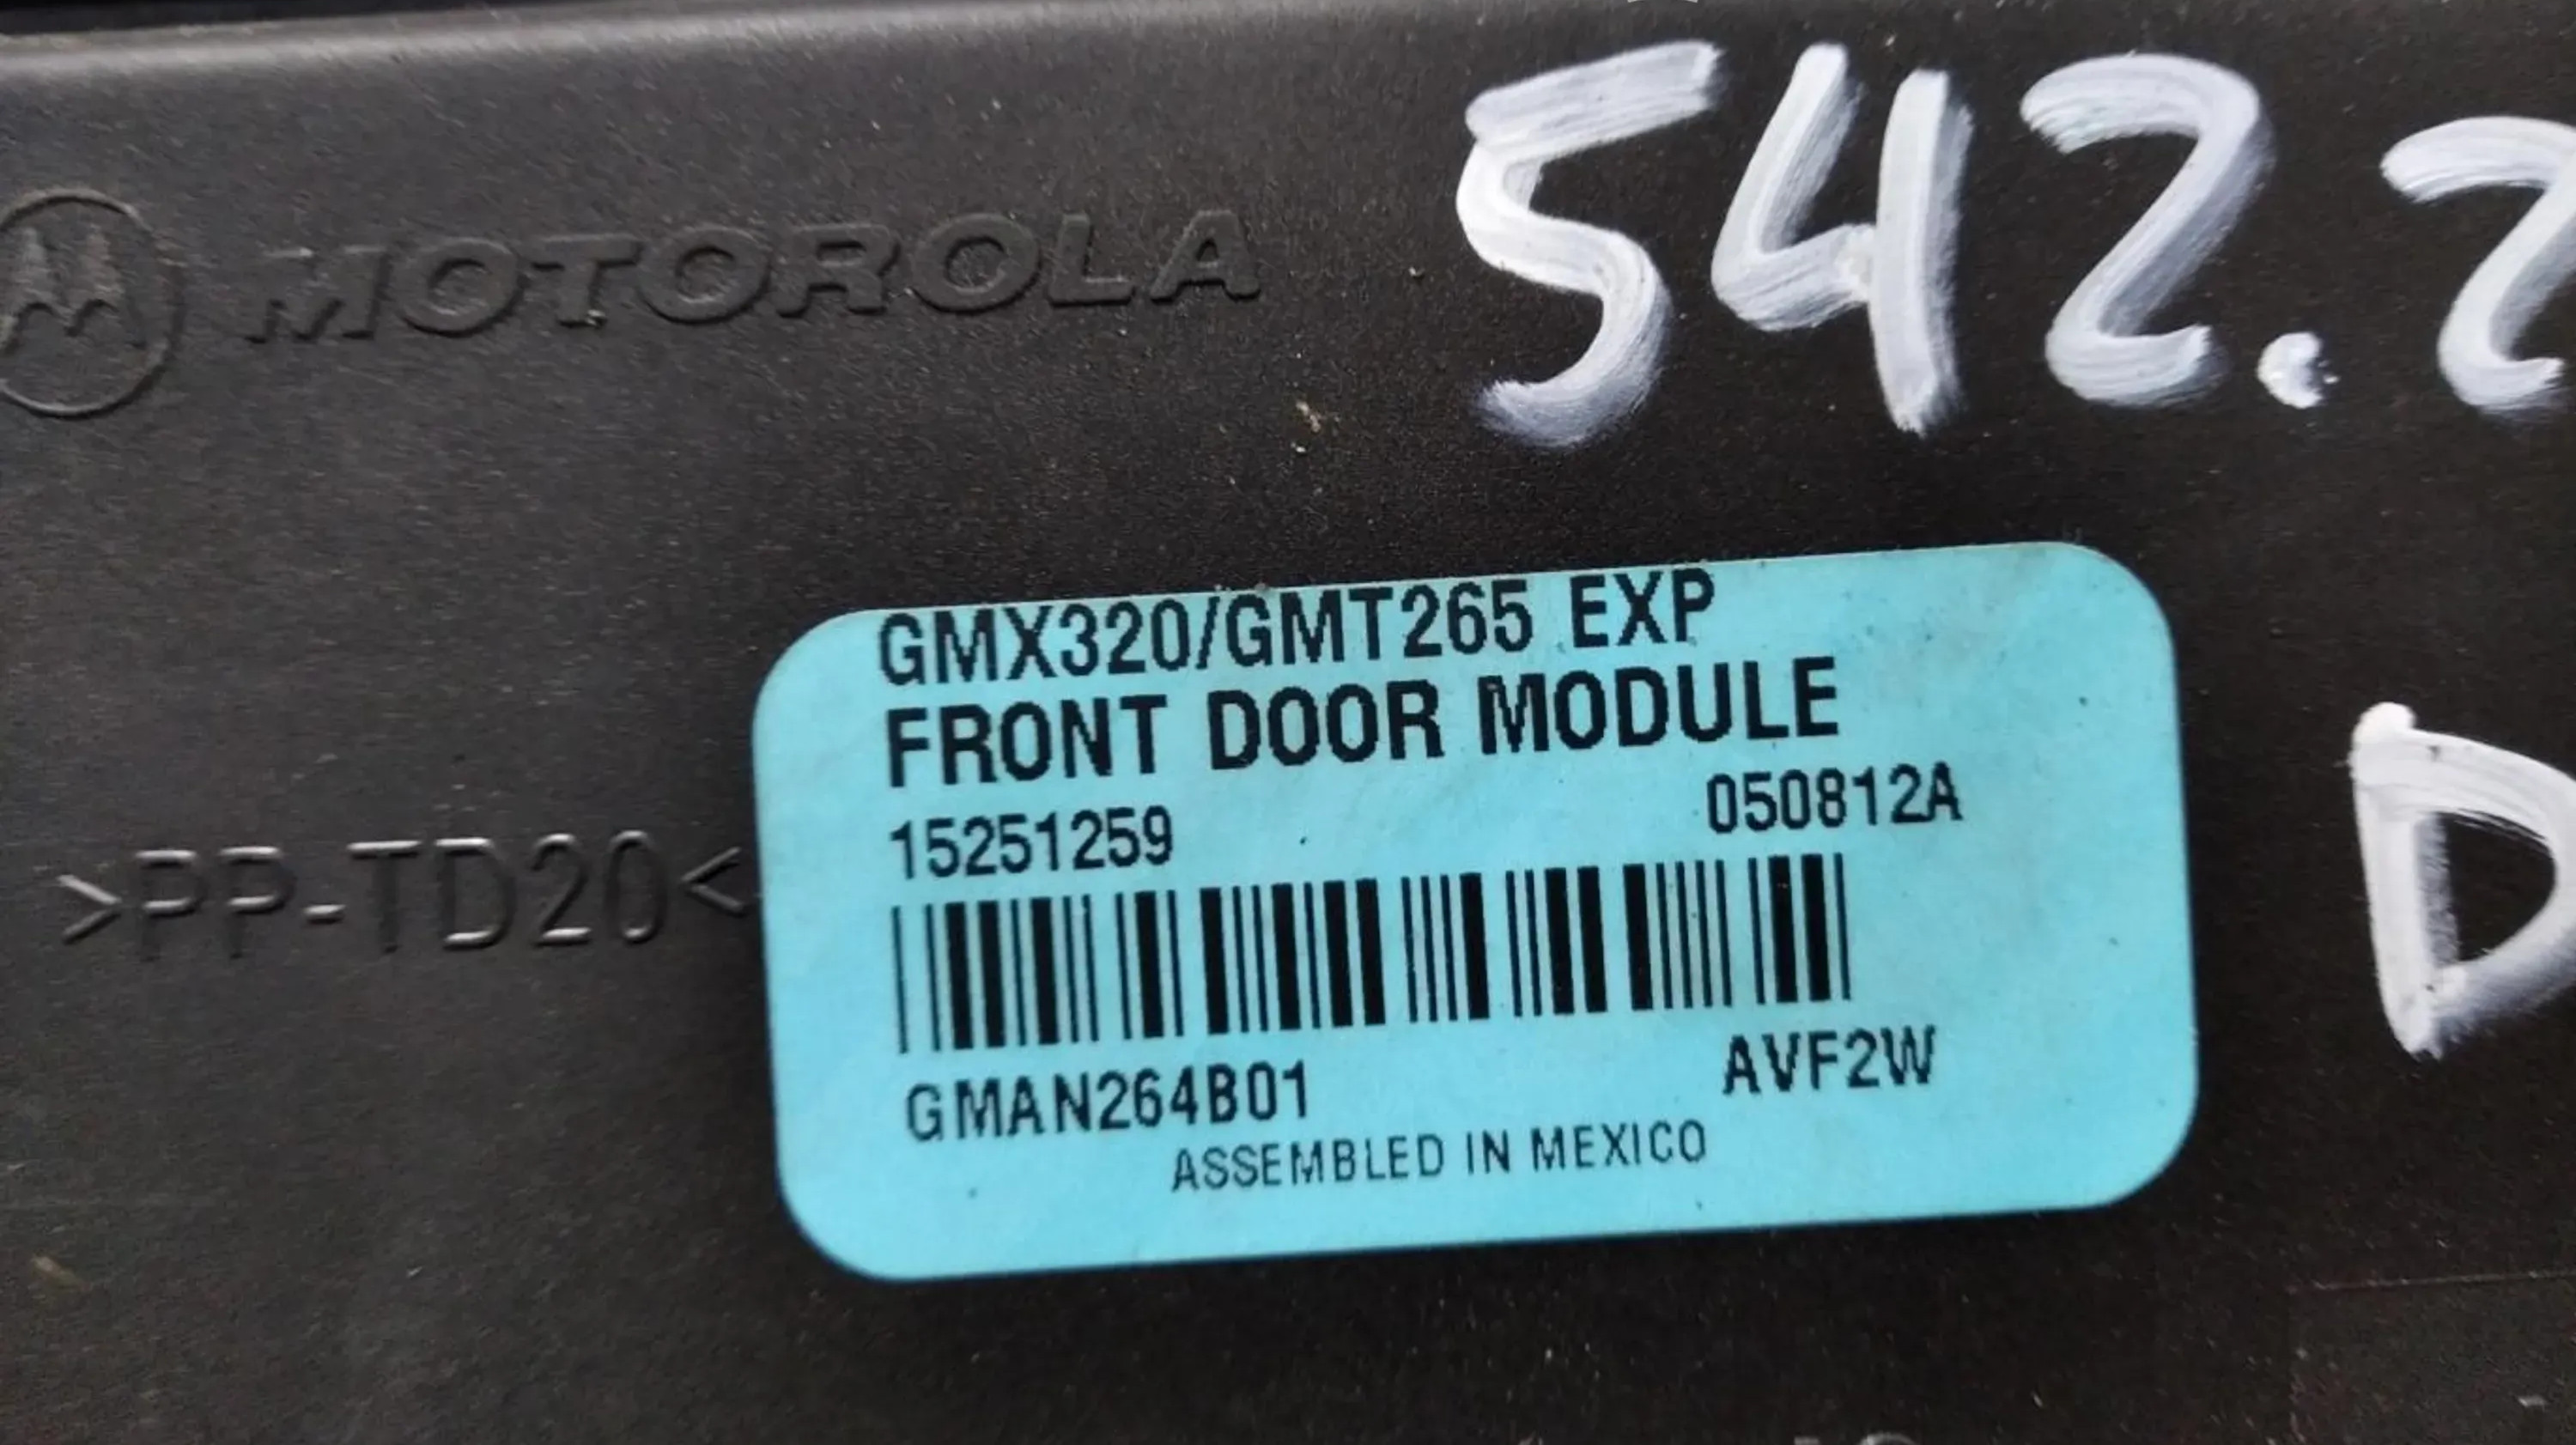 542.2
MOTOROLA
GMX320/GMT265 EXP
FRONT DOOR MODULE
15251259 050812A
>PP-TD20<
D
GMAN264B01 AVF2W
ASSEMBLED IN MEXICO